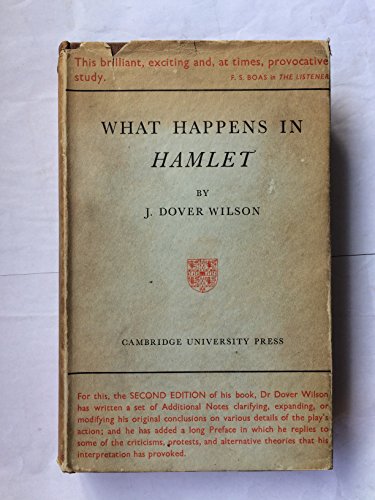 This brilliant, exciting and, at times, provocative
study.
F. S. BOAS in THE LISTENER
WHAT HAPPENS IN
HAMLET
BY
J. DOVER WILSON
CAMBRIDGE UNIVERSITY PRESS
For this, the SECOND EDITION of his book, Dr Dover Wilson
has written a set of Additional Notes clarifying, expanding, or
modifying his original conclusions on various details of the play's
action; and he has added a long Preface in which he replies to
some of the criticisms, protests, and alternative theories that his
interpretation has provoked.